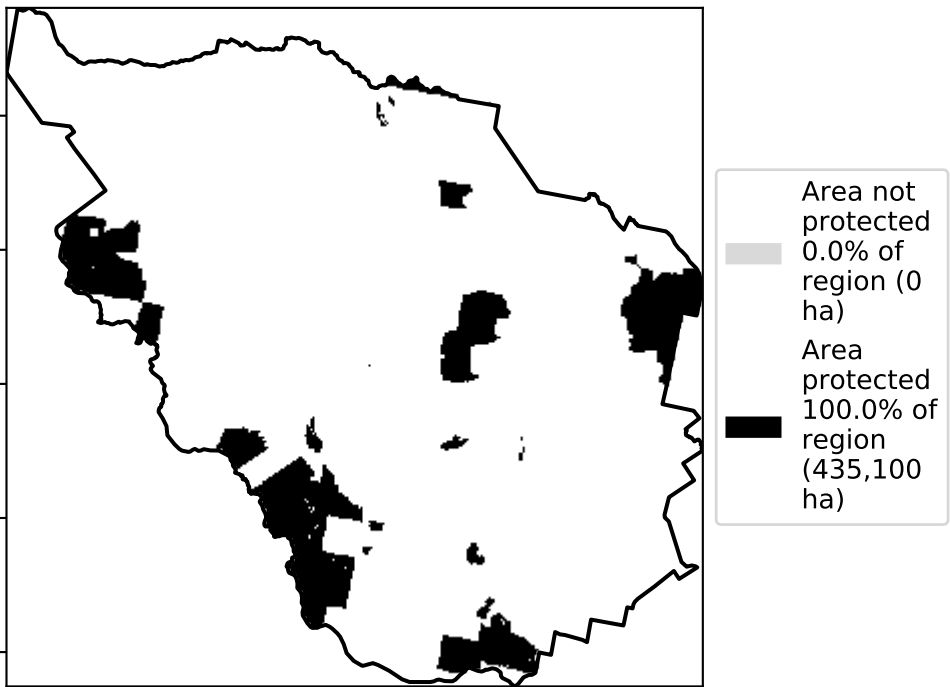 Area not
protected
0.0% of
region (0
ha)
Area
protected
100.0% of
region
(435,100
ha)